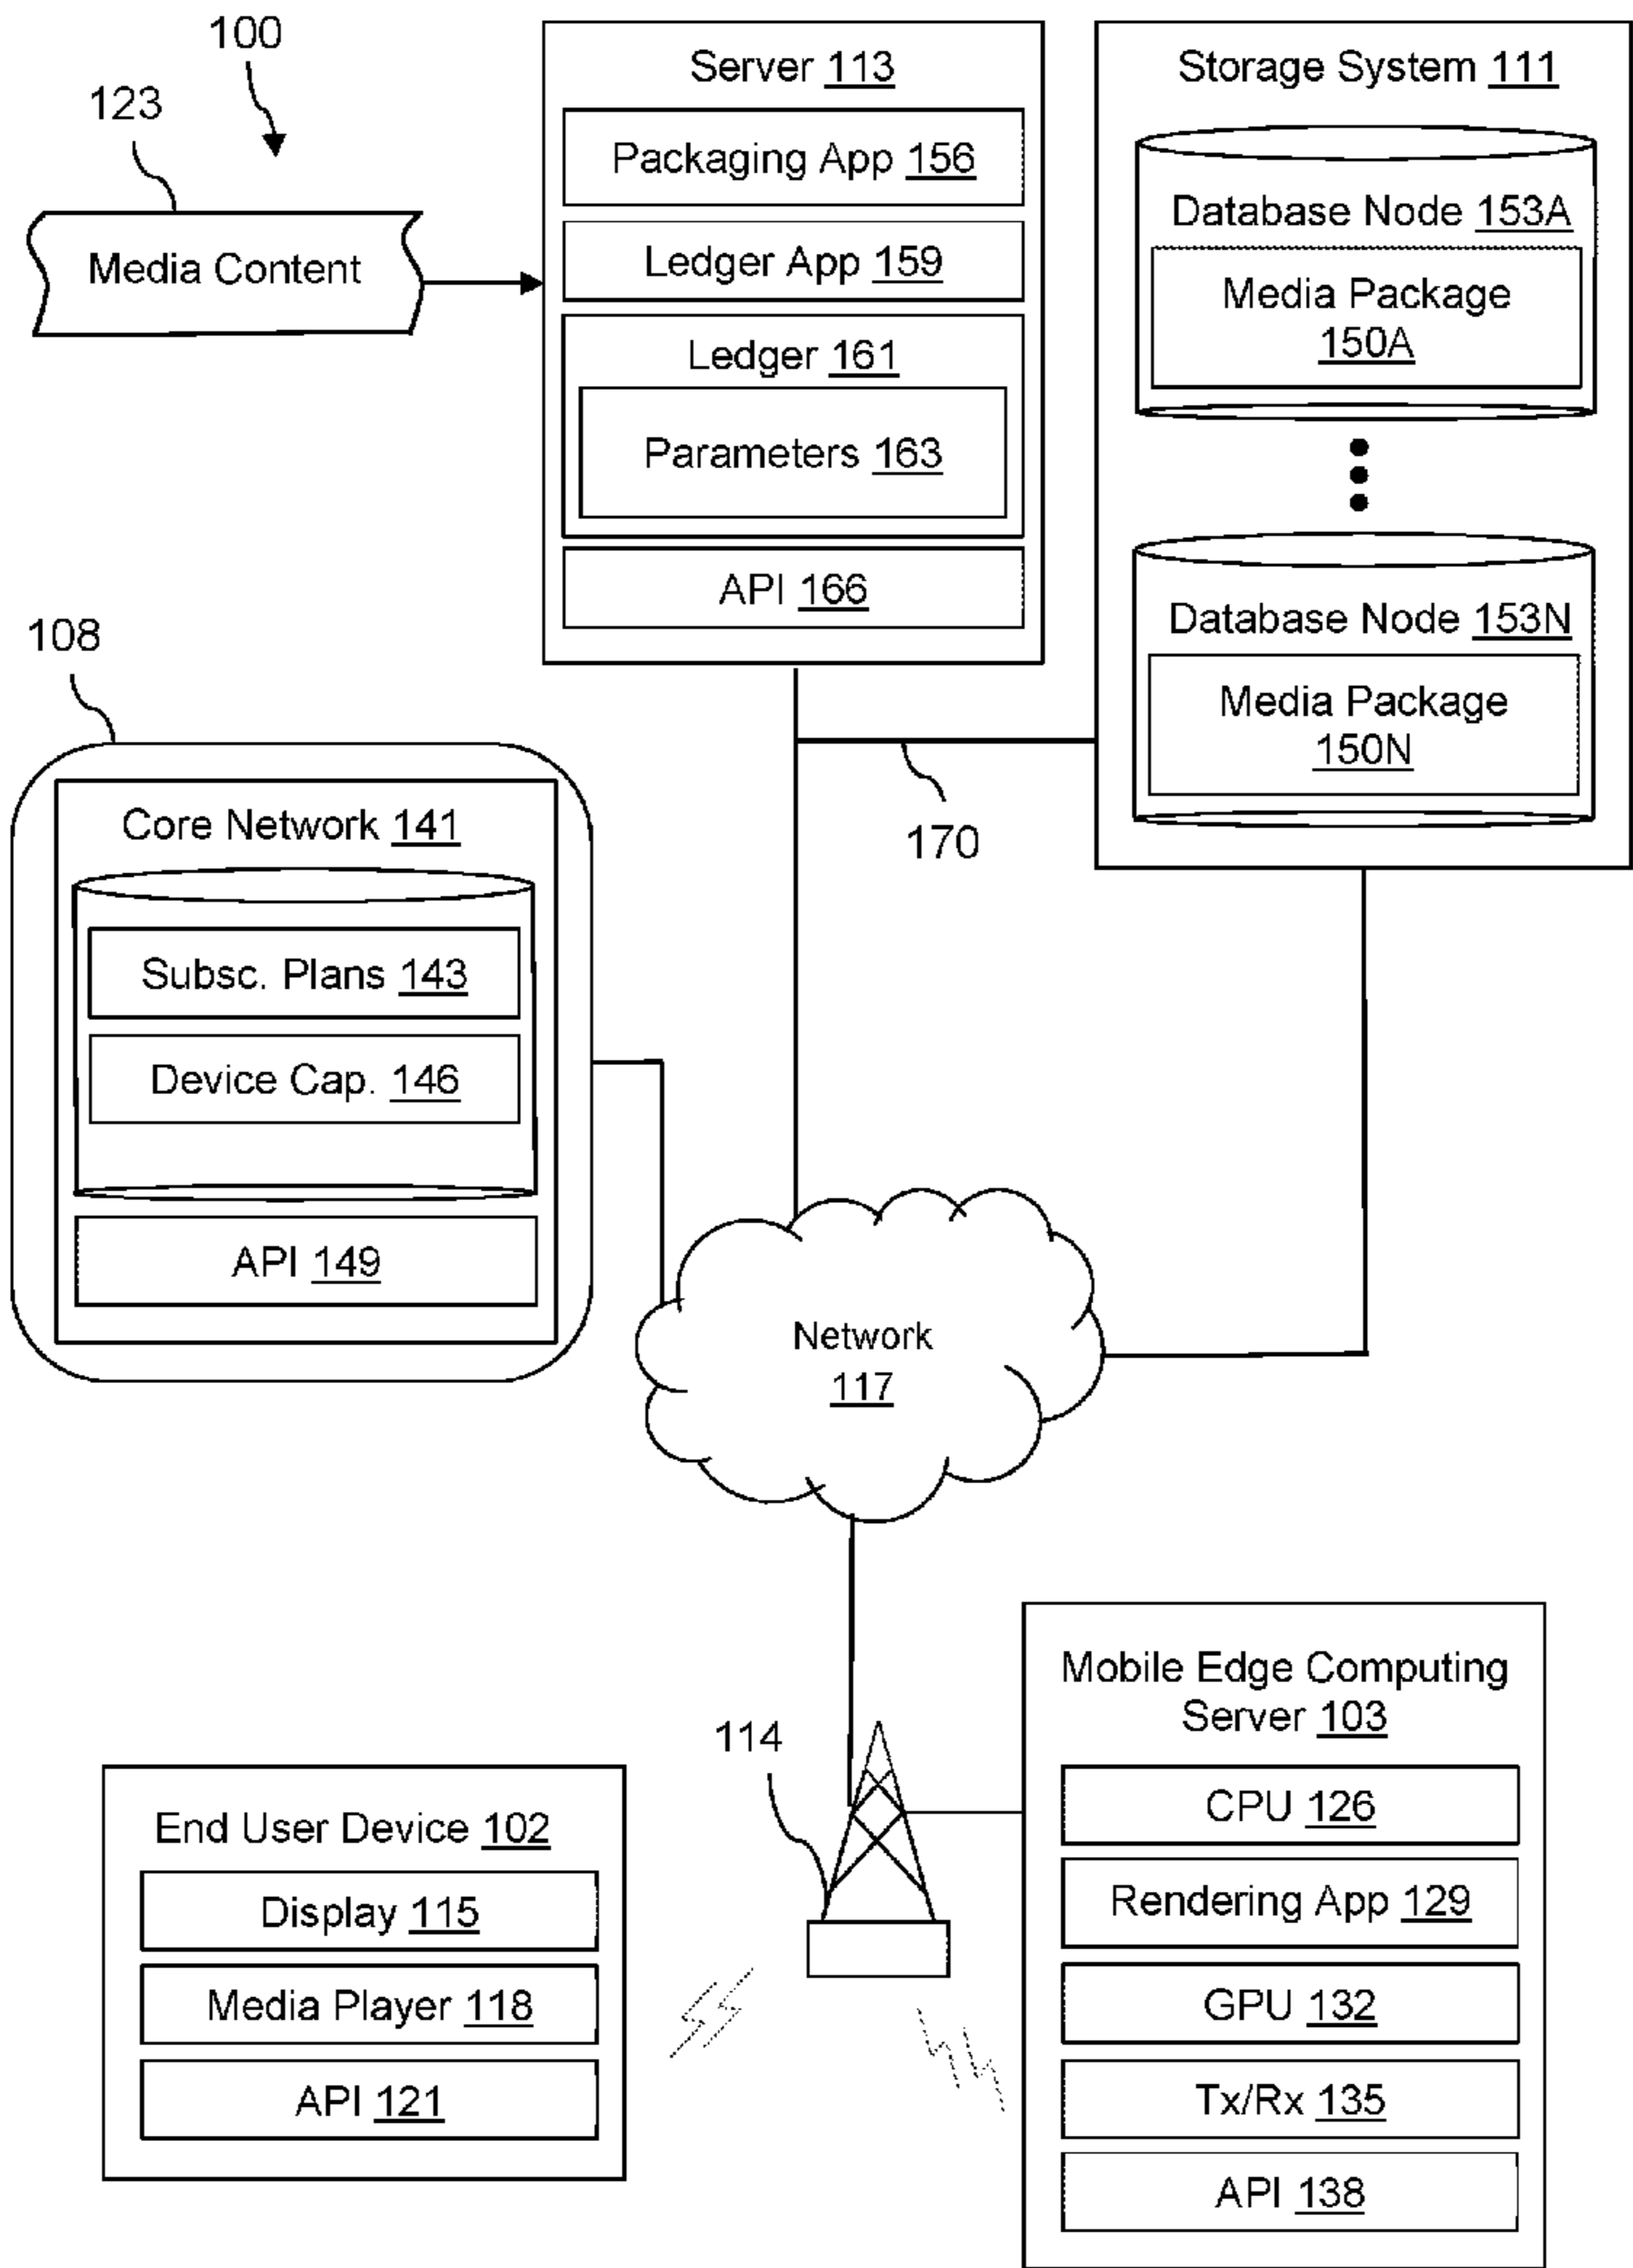 100
123
Media Content
Server 113
Packaging App 156
Ledger App 159
Ledger 161
Parameters 163
API 166
Storage System 111
Database Node 153A
Media Package
150A
Database Node 153N
Media Package
150N
170
108
Core Network 141
Subsc. Plans 143
Device Cap. 146
API 149
Network
117
114
End User Device 102
Display 115
Media Player 118
API 121
Mobile Edge Computing
Server 103
CPU 126
Rendering App 129
GPU 132
Tx/Rx 135
API 138